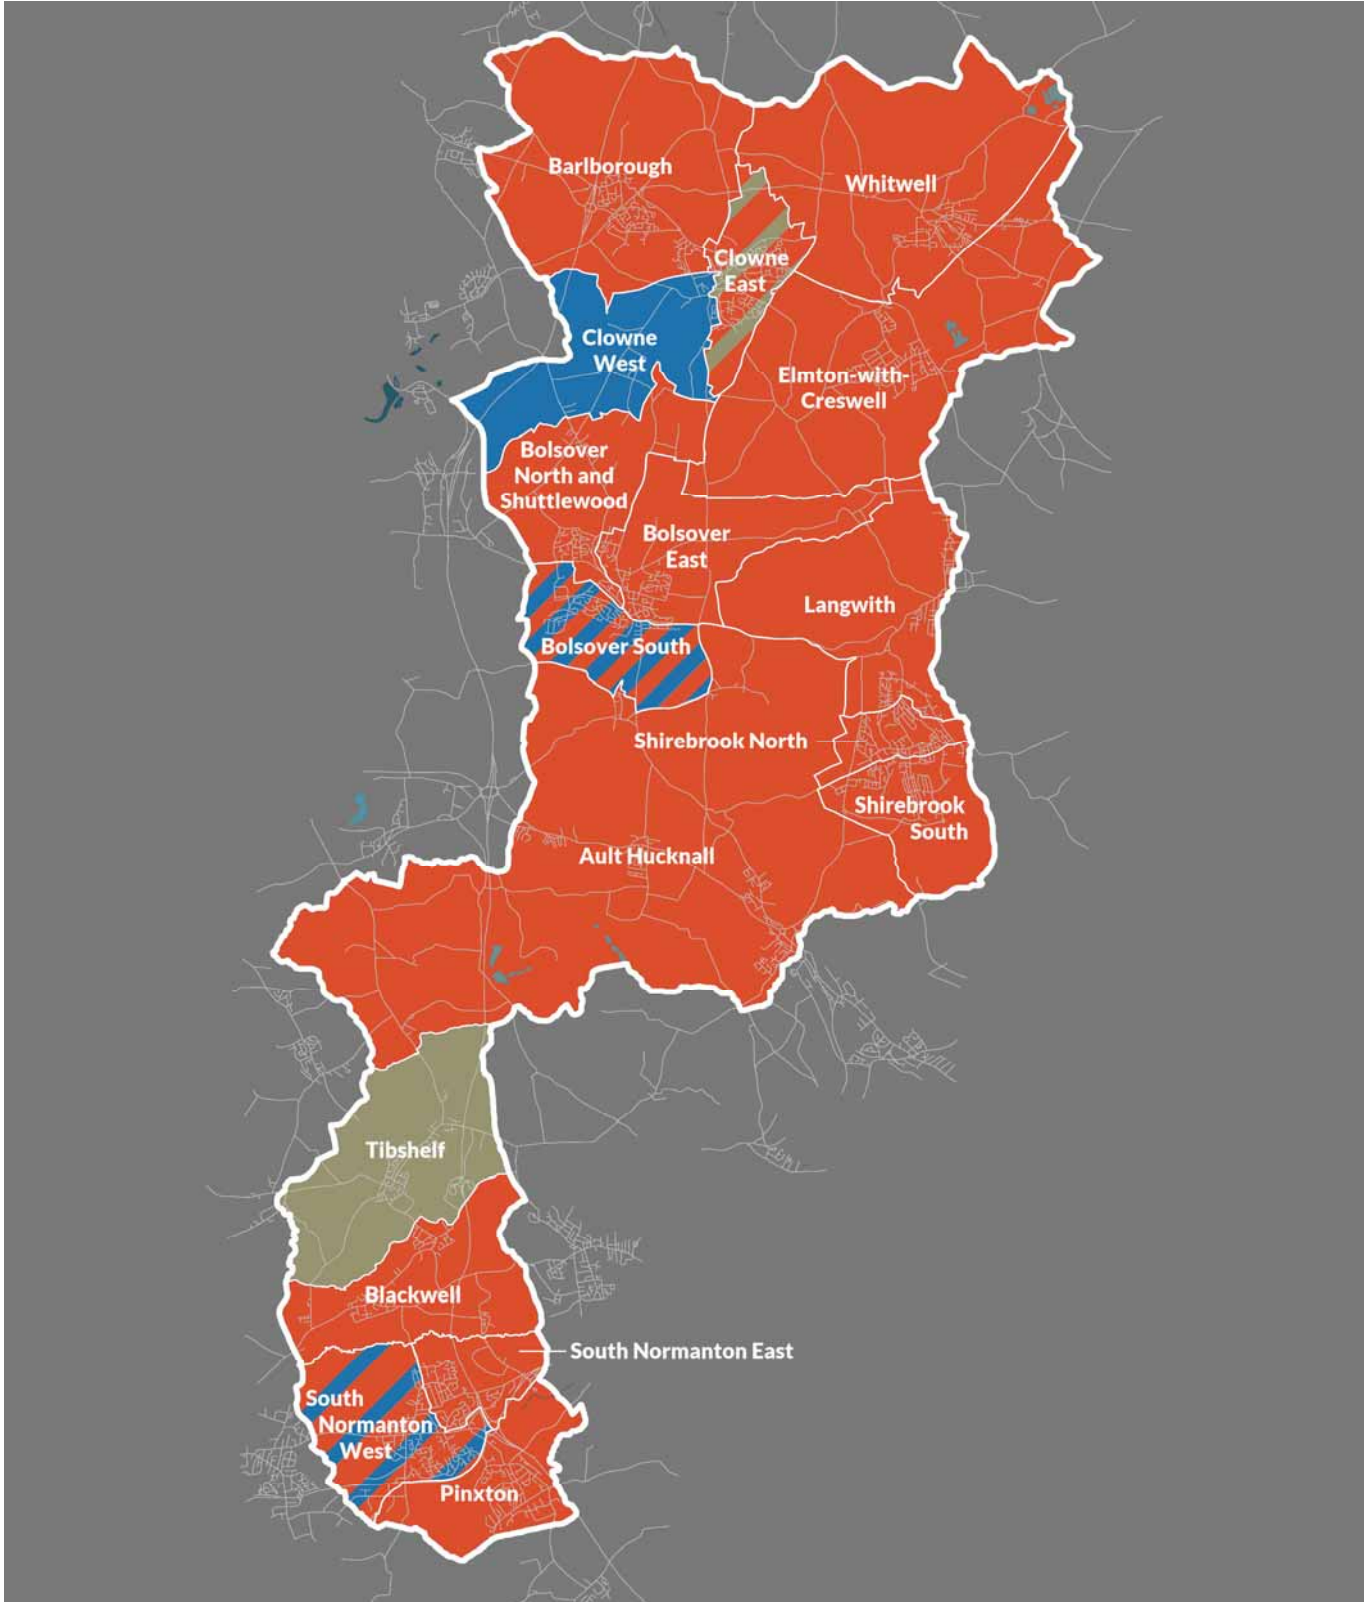 Barlborough
Whitwell
Clowne
East
Clowne
West
Elmton-with-
Creswell
Bolsover
North and
Shuttlewood
Bolsover
East
Langwith
Bolsover South
Shirebrook North
Shirebrook
South
Ault Hucknall
Tibshelf
Blackwell
South Normanton East
South
Normanton
West
Pinxton